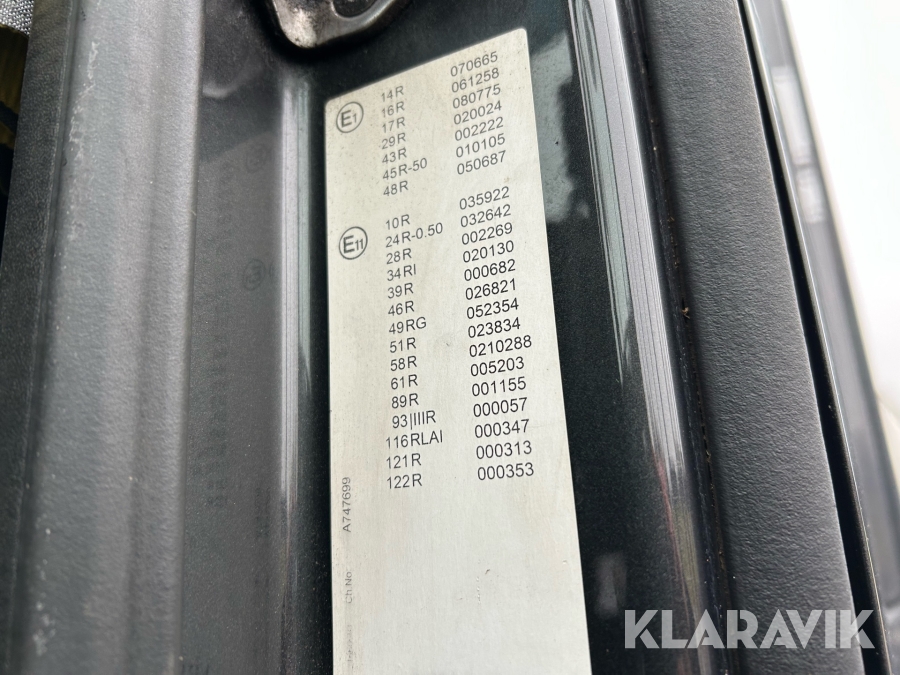 E1
14R 070665
16R 061258
17R 080775
29R 020024
43R 002222
45R-50 010105
48R 050687
E11
10R 035922
24R-0.50 032642
28R 002269
34RI 020130
39R 000682
46R 026821
49RG 052354
51R 023834
58R 0210288
61R 005203
89R 001155
93|IIIR 000057
116RLAI 000347
121R 000313
122R 000353
Ch.No: A747699
KLARAVIK